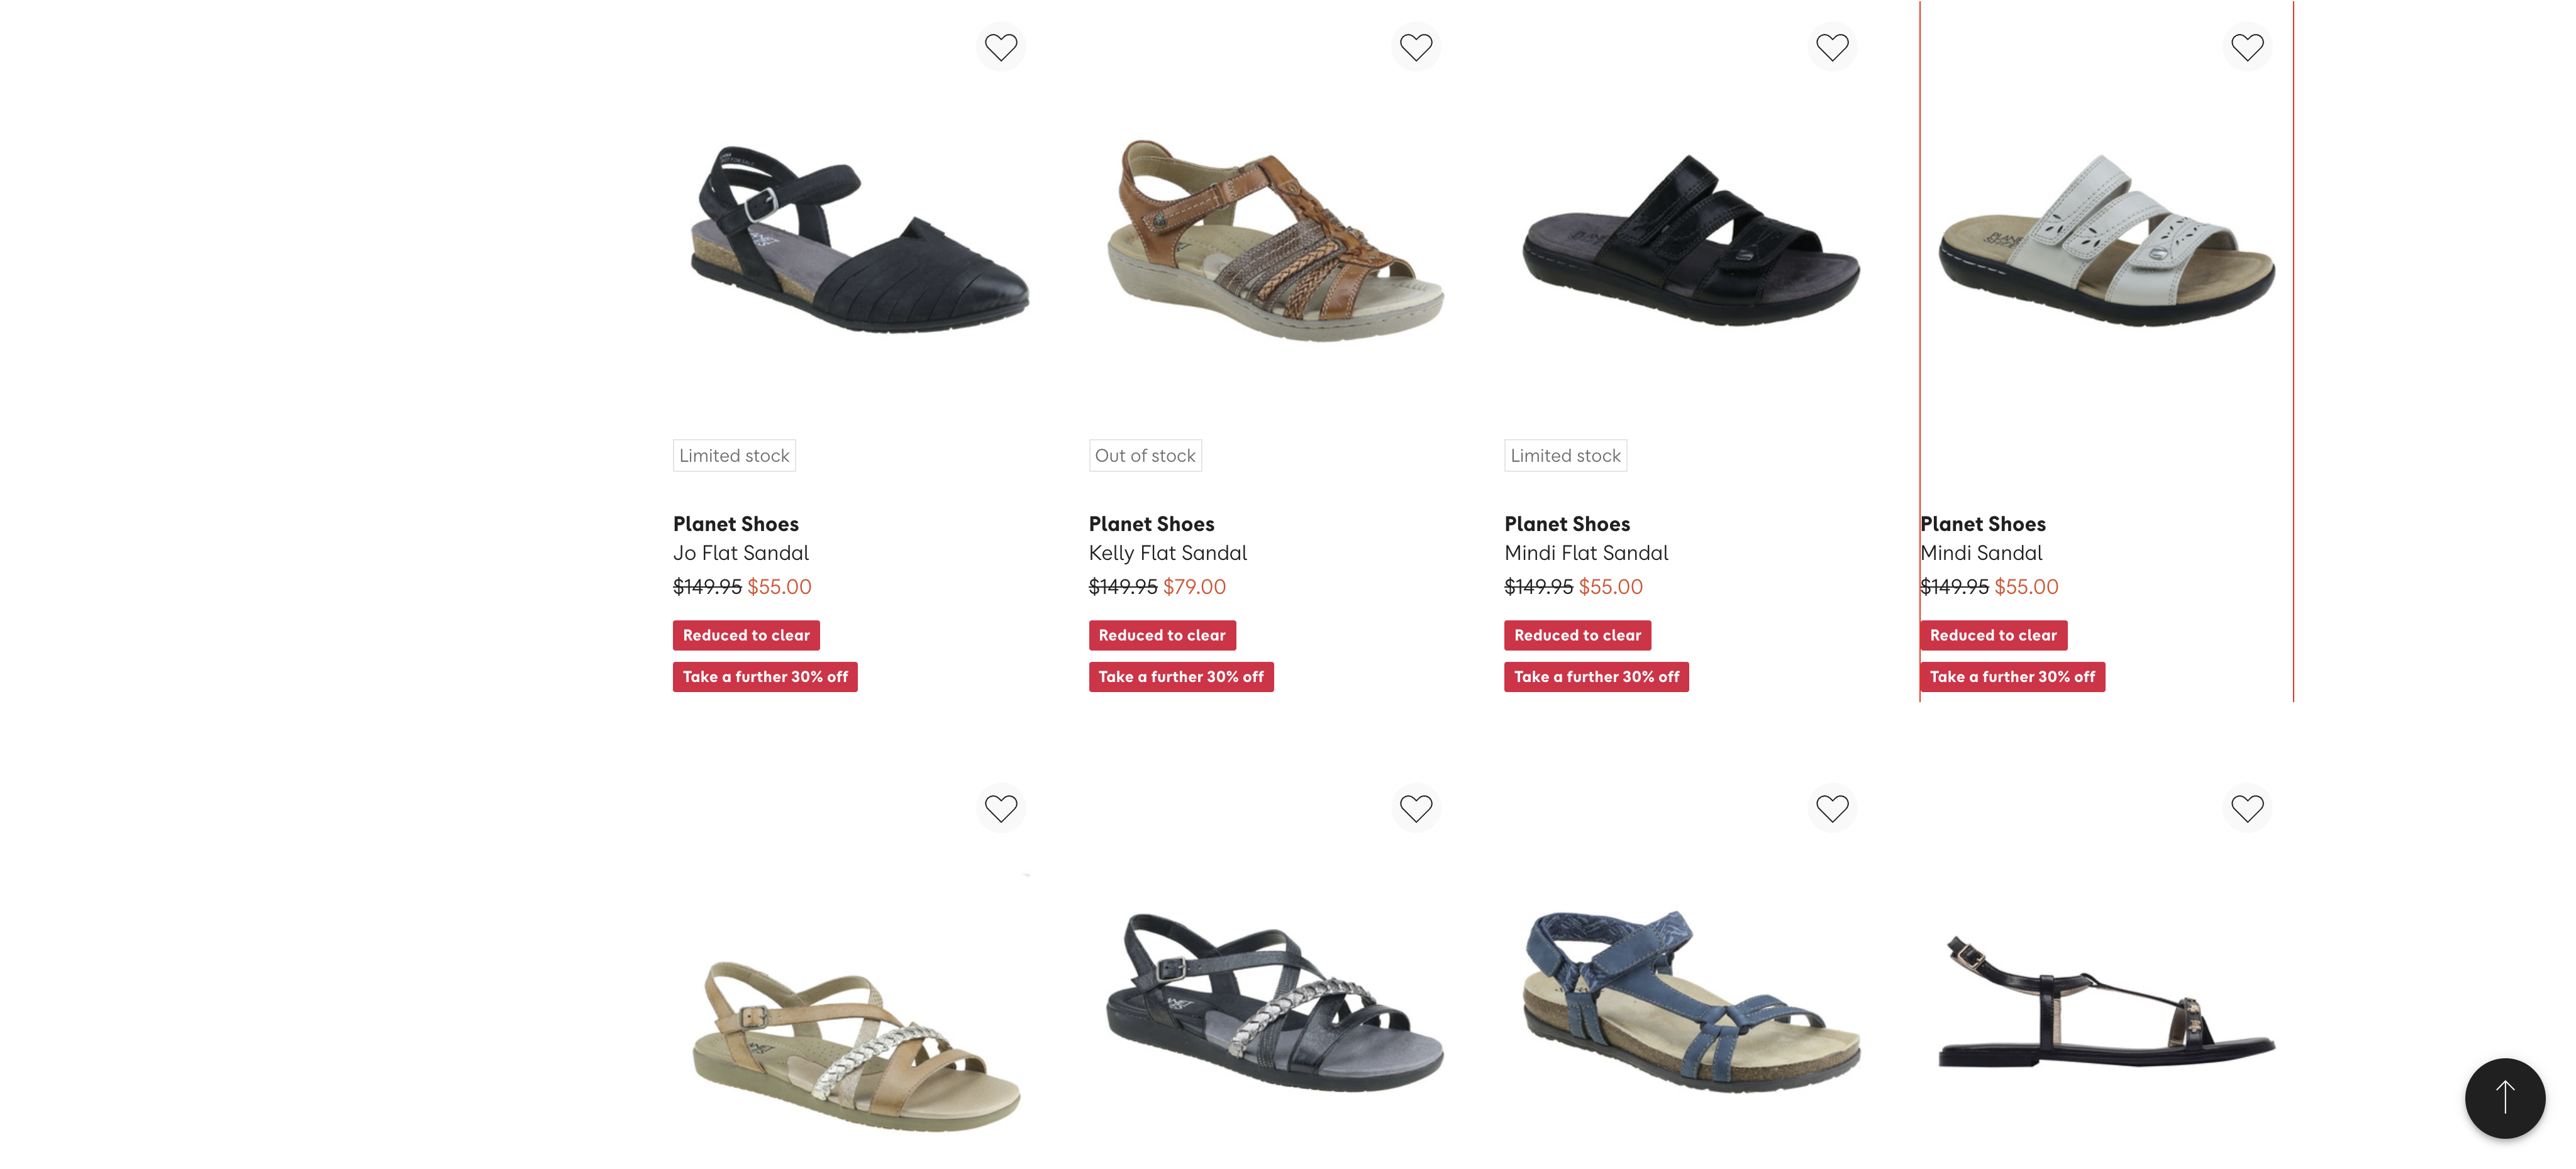 Limited stock
Out of stock
Limited stock
Planet Shoes
Jo Flat Sandal
$149.95 $55.00
Reduced to clear
Take a further 30% off
Planet Shoes
Kelly Flat Sandal
$149.95 $79.00
Reduced to clear
Take a further 30% off
Planet Shoes
Mindi Flat Sandal
$149.95 $55.00
Reduced to clear
Take a further 30% off
Planet Shoes
Mindi Sandal
$149.95 $55.00
Reduced to clear
Take a further 30% off